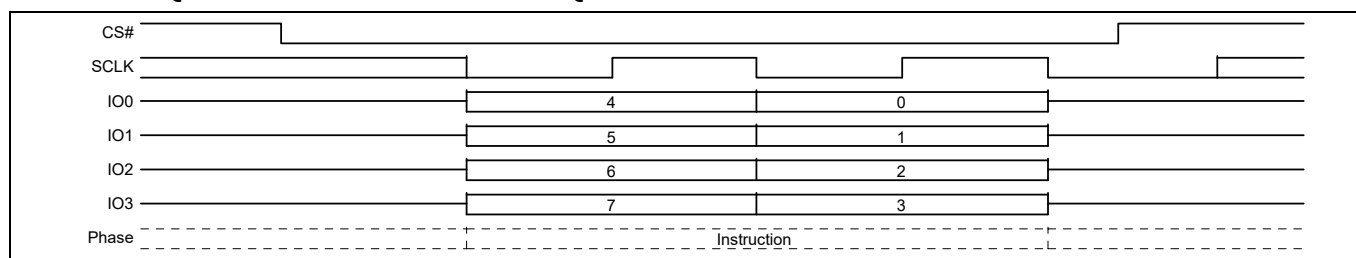 CS#
SCLK
IO0 4 0
IO1 5 1
IO2 6 2
IO3 7 3
Phase Instruction